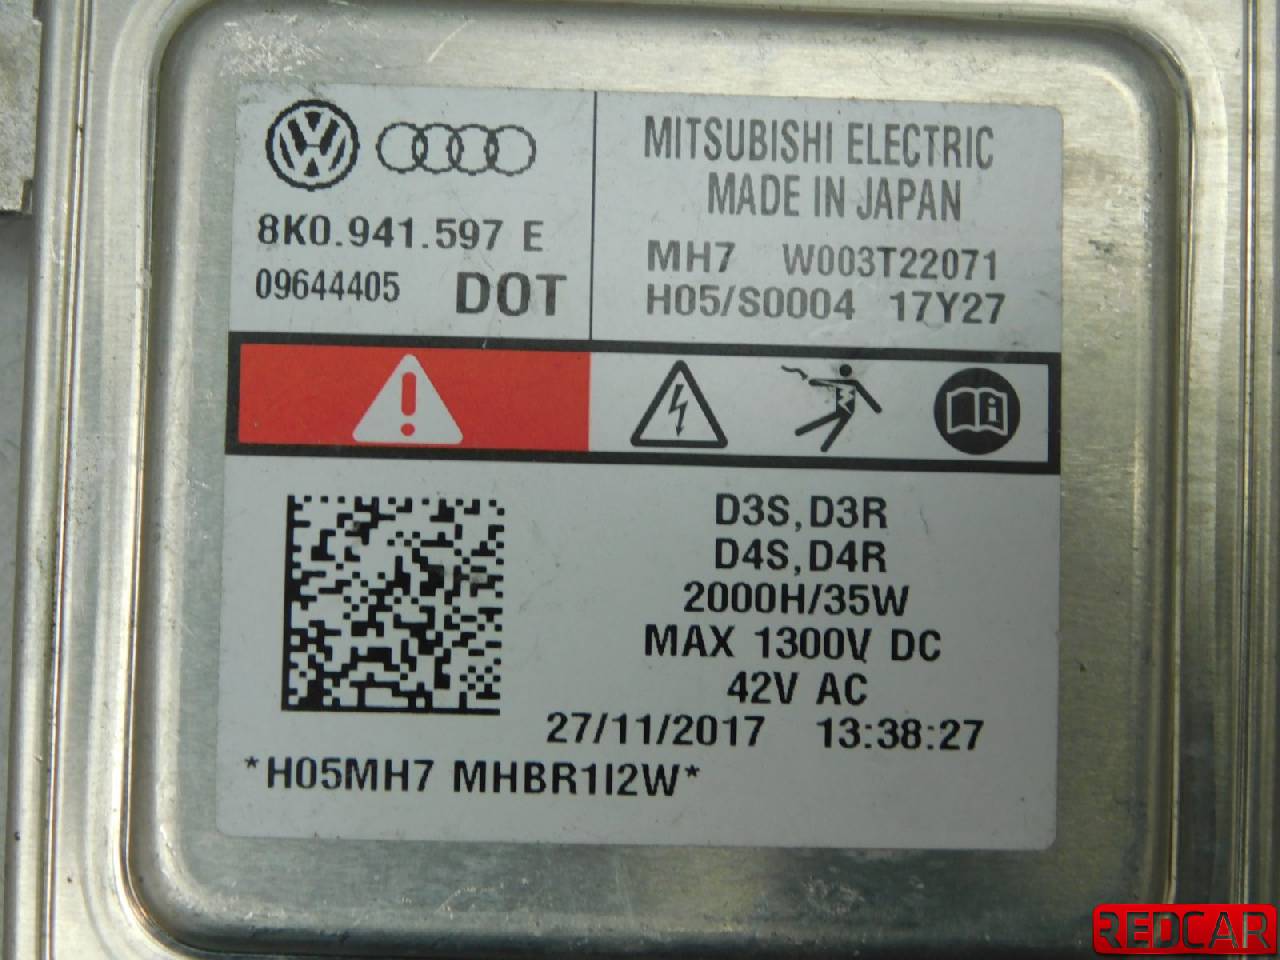 8K0.941.597 E
09644405 DOT
MITSUBISHI ELECTRIC
MADE IN JAPAN
MH7 W003T22071
H05/S0004 17Y27
D3S,D3R
D4S,D4R
2000H/35W
MAX 1300V DC
42V AC
27/11/2017 13:38:27
*H05MH7 MHBR1I2W*
REDCAR